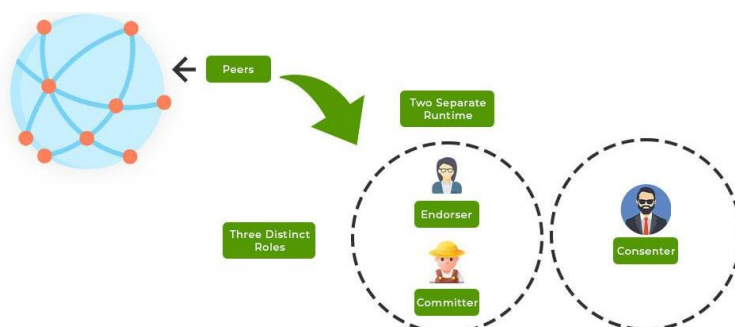 Peers
Two Separate
Runtime
Endorser
Three Distinct
Roles
Consenter
Committer